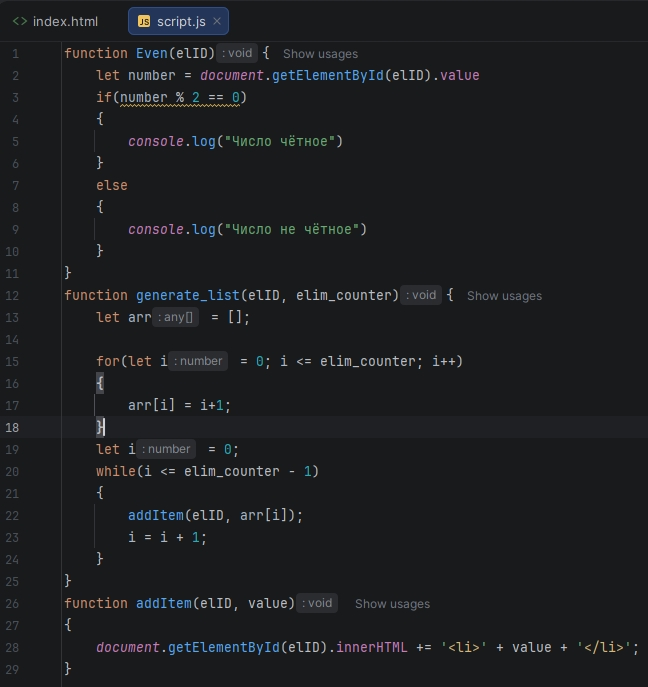 index.html
JS script.js ×
1 function Even(elID) : void { Show usages
2 let number = document.getElementById(elID).value
3 if(number % 2 == 0)
4 {
5 console.log("Число чётное")
6 }
7 else
8 {
9 console.log("Число не чётное")
10 }
11 }
12 function generate_list(elID, elim_counter) : void { Show usages
13 let arr : any[] = [];
14
15 for(let i : number = 0; i <= elim_counter; i++)
16 {
17 arr[i] = i+1;
18 }
19 let i : number = 0;
20 while(i <= elim_counter - 1)
21 {
22 addItem(elID, arr[i]);
23 i = i + 1;
24 }
25 }
26 function addItem(elID, value) : void Show usages
27 {
28 document.getElementById(elID).innerHTML += '<li>' + value + '</li>';
29 }